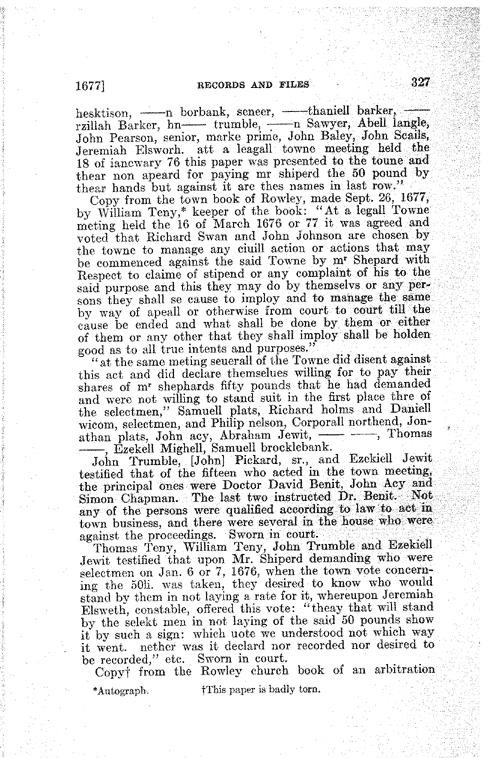 1677] RECORDS AND FILES 327
hesktison, ——n borbank, seneer, ——thaniell barker, ——
rzillah Barker, hn—— trumble, ——n Sawyer, Abell langle,
John Pearson, senior, marke prime, John Baley, John Scails,
Jeremiah Elsworh. att a leagall towne meeting held the
18 of ianewary 76 this paper was presented to the toune and
thear non apeard for paying mr shiperd the 50 pound by
thear hands but against it are thes names in last row."
Copy from the town book of Rowley, made Sept. 26, 1677,
by William Teny,* keeper of the book: "At a legall Towne
meting held the 16 of March 1676 or 77 it was agreed and
voted that Richard Swan and John Johnson are chosen by
the towne to manage any ciuill action or actions that may
be commenced against the said Towne by mr Shepard with
Respect to claime of stipend or any complaint of his to the
said purpose and this they may do by themselvs or any per-
sons they shall se cause to imploy and to manage the same
by way of apeall or otherwise from court to court till the
cause be ended and what shall be done by them or either
of them or any other that they shall imploy shall be holden
good as to all true intents and purposes."
"at the same meting seuerall of the Towne did disent against
this act and did declare themselues willing for to pay their
shares of mr shephards fifty pounds that he had demanded
and were not willing to stand suit in the first place thre of
the selectmen," Samuell plats, Richard holms and Daniell
wicom, selectmen, and Philip nelson, Corporall northend, Jon-
athan plats, John acy, Abraham Jewit, —— ——, Thomas
——, Ezekell Mighell, Samuell brocklebank.
John Trumble, [John] Pickard, sr., and Ezekiell Jewit
testified that of the fifteen who acted in the town meeting,
the principal ones were Doctor David Benit, John Acy and
Simon Chapman. The last two instructed Dr. Benit. Not
any of the persons were qualified according to law to act in
town business, and there were several in the house who were
against the proceedings. Sworn in court.
Thomas Teny, William Teny, John Trumble and Ezekiell
Jewit testified that upon Mr. Shiperd demanding who were
selectmen on Jan. 6 or 7, 1676, when the town vote concern-
ing the 50li. was taken, they desired to know who would
stand by them in not laying a rate for it, whereupon Jeremiah
Elsweth, constable, offered this vote: "theay that will stand
by the selekt men in not laying of the said 50 pounds show
it by such a sign: which uote we understood not which way
it went. nether was it declard nor recorded nor desired to
be recorded," etc. Sworn in court.
Copy† from the Rowley church book of an arbitration
*Autograph. †This paper is badly torn.